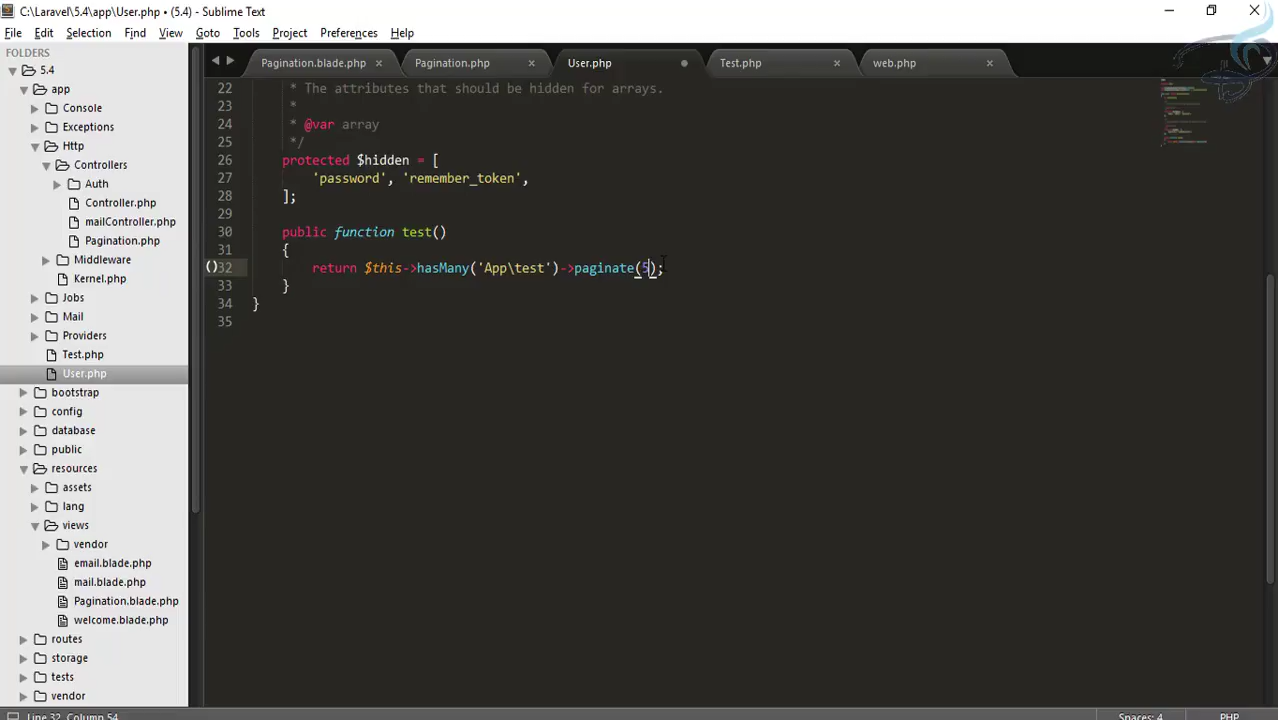 C:\Laravel\5.4\app\User.php • (5.4) - Sublime Text
File Edit Selection Find View Goto Tools Project Preferences Help
FOLDERS
5.4
app
Console
Exceptions
Http
Controllers
Auth
Controller.php
mailController.php
Pagination.php
Middleware
Kernel.php
Jobs
Mail
Providers
Test.php
User.php
bootstrap
config
database
public
resources
assets
lang
views
vendor
email.blade.php
mail.blade.php
Pagination.blade.php
welcome.blade.php
routes
storage
tests
vendor
Pagination.blade.php × Pagination.php × User.php Test.php × web.php ×
22 * The attributes that should be hidden for arrays.
23 *
24 * @var array
25 */
26 protected $hidden = [
27 'password', 'remember_token',
28 ];
29
30 public function test()
31 {
32 return $this->hasMany('App\test')->paginate(5);
33 }
34 }
35
Line 32, Column 54 Spaces: 4 PHP